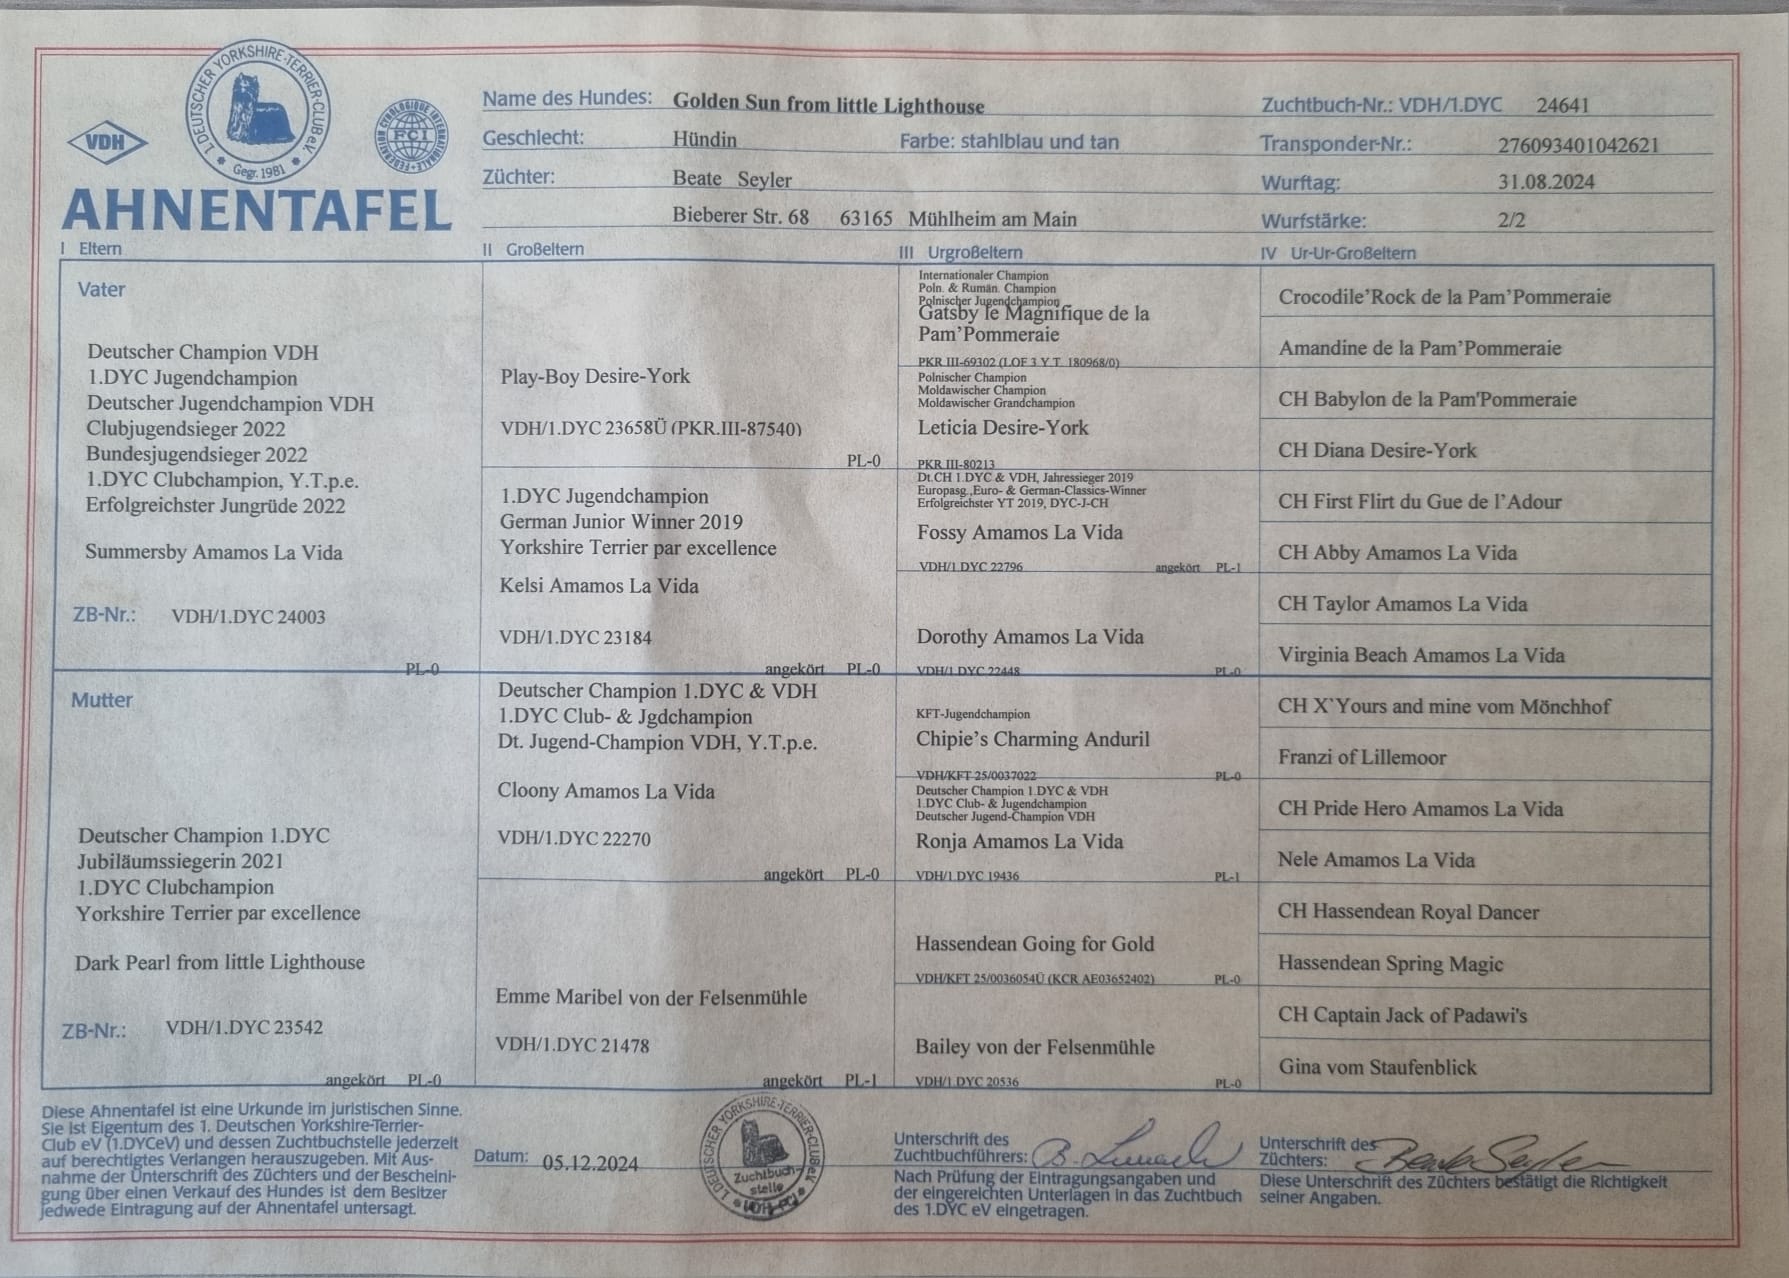 1. DEUTSCHER YORKSHIRE-TERRIER-CLUB e.V.
Gegr. 1981
VDH
FEDERATION CYNOLOGIQUE INTERNATIONALE
FCI
AHNENTAFEL
Name des Hundes: Golden Sun from little Lighthouse
Zuchtbuch-Nr.: VDH/1.DYC 24641
Geschlecht: Hündin Farbe: stahlblau und tan
Transponder-Nr.: 276093401042621
Züchter: Beate Seyler
Wurftag: 31.08.2024
Bieberer Str. 68 63165 Mühlheim am Main
Wurfstärke: 2/2
I Eltern
II Großeltern
III Urgroßeltern
IV Ur-Ur-Großeltern
Vater
Deutscher Champion VDH
1.DYC Jugendchampion
Deutscher Jugendchampion VDH
Clubjugendsieger 2022
Bundesjugendsieger 2022
1.DYC Clubchampion, Y.T.p.e.
Erfolgreichster Jungrüde 2022
Summersby Amamos La Vida
ZB-Nr.: VDH/1.DYC 24003
PL-0
Mutter
Deutscher Champion 1.DYC
Jubiläumssiegerin 2021
1.DYC Clubchampion
Yorkshire Terrier par excellence
Dark Pearl from little Lighthouse
ZB-Nr.: VDH/1.DYC 23542
angekört PL-0
Play-Boy Desire-York
VDH/1.DYC 23658Ü (PKR.III-87540)
PL-0
1.DYC Jugendchampion
German Junior Winner 2019
Yorkshire Terrier par excellence
Kelsi Amamos La Vida
VDH/1.DYC 23184
angekört PL-0
Deutscher Champion 1.DYC & VDH
1.DYC Club- & Jgdchampion
Dt. Jugend-Champion VDH, Y.T.p.e.
Cloony Amamos La Vida
VDH/1.DYC 22270
angekört PL-0
Emme Maribel von der Felsenmühle
VDH/1.DYC 21478
angekört PL-1
Internationaler Champion
Poln. & Rumän. Champion
Polnischer Jugendchampion
Gatsby le Magnifique de la
Pam'Pommeraie
PKR III-69302 (LOF 3 Y.T. 180968/0)
Polnischer Champion
Moldawischer Champion
Moldawischer Grandchampion
Leticia Desire-York
PKR III-80213
Dt.CH 1.DYC & VDH, Jahressieger 2019
Europasg.,Euro- & German-Classics-Winner
Erfolgreichster YT 2019, DYC-J-CH
Fossy Amamos La Vida
VDH/1.DYC 22796 angekört PL-1
Dorothy Amamos La Vida
VDH/1.DYC 22448 PL-0
KFT-Jugendchampion
Chipie's Charming Anduril
VDH/KFT 25/0037022 PL-0
Deutscher Champion 1.DYC & VDH
1.DYC Club- & Jugendchampion
Deutscher Jugend-Champion VDH
Ronja Amamos La Vida
VDH/1.DYC 19436 PL-1
Hassendean Going for Gold
VDH/KFT 25/0036054Ü (KCR AE03652402) PL-0
Bailey von der Felsenmühle
VDH/1.DYC 20536 PL-0
Crocodile'Rock de la Pam'Pommeraie
Amandine de la Pam'Pommeraie
CH Babylon de la Pam'Pommeraie
CH Diana Desire-York
CH First Flirt du Gue de l'Adour
CH Abby Amamos La Vida
CH Taylor Amamos La Vida
Virginia Beach Amamos La Vida
CH X`Yours and mine vom Mönchhof
Franzi of Lillemoor
CH Pride Hero Amamos La Vida
Nele Amamos La Vida
CH Hassendean Royal Dancer
Hassendean Spring Magic
CH Captain Jack of Padawi's
Gina vom Staufenblick
Diese Ahnentafel ist eine Urkunde im juristischen Sinne.
Sie ist Eigentum des 1. Deutschen Yorkshire-Terrier-
Club eV (1.DYCeV) und dessen Zuchtbuchstelle jederzeit
auf berechtigtes Verlangen herauszugeben. Mit Aus-
nahme der Unterschrift des Züchters und der Bescheini-
gung über einen Verkauf des Hundes ist dem Besitzer
jedwede Eintragung auf der Ahnentafel untersagt.
Datum: 05.12.2024
1. DEUTSCHER YORKSHIRE-TERRIER-CLUB e.V.
Zuchtbuch-
stelle
VDH-FCI
Unterschrift des
Zuchtbuchführers:
Nach Prüfung der Eintragungsangaben und
der eingereichten Unterlagen in das Zuchtbuch
des 1.DYC eV eingetragen.
Unterschrift des
Züchters: Beate Seyler
Diese Unterschrift des Züchters bestätigt die Richtigkeit
seiner Angaben.